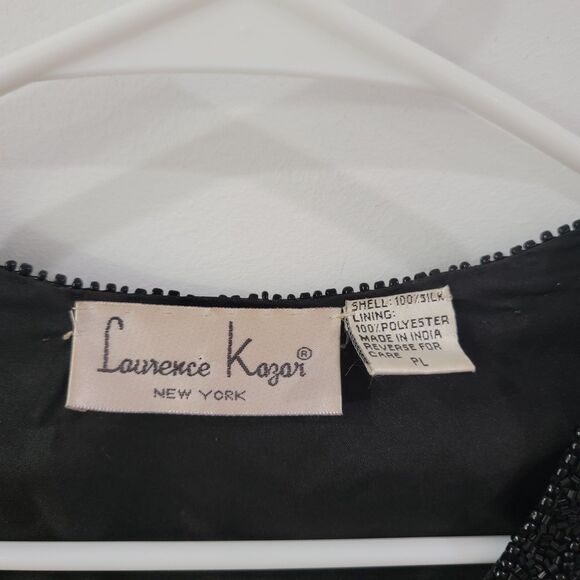 Laurence Kazar®
NEW YORK
SHELL: 100%SILK
LINING:
100%POLYESTER
MADE IN INDIA
REVERSE FOR
CARE PL